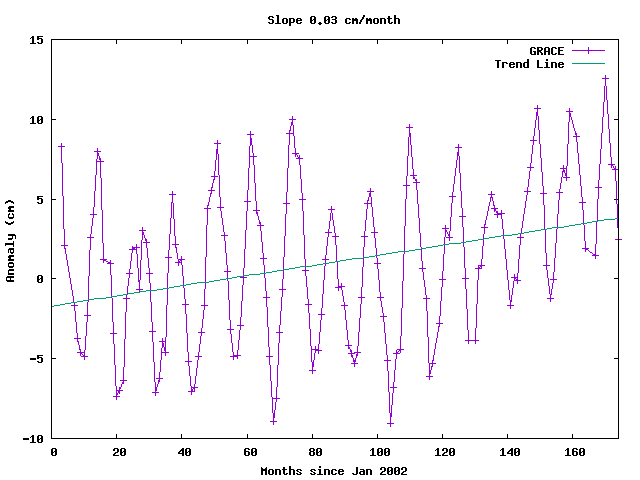 Slope 0.03 cm/month
15
10
5
0
-5
-10
Anomaly (cm)
GRACE
Trend Line
0 20 40 60 80 100 120 140 160
Months since Jan 2002